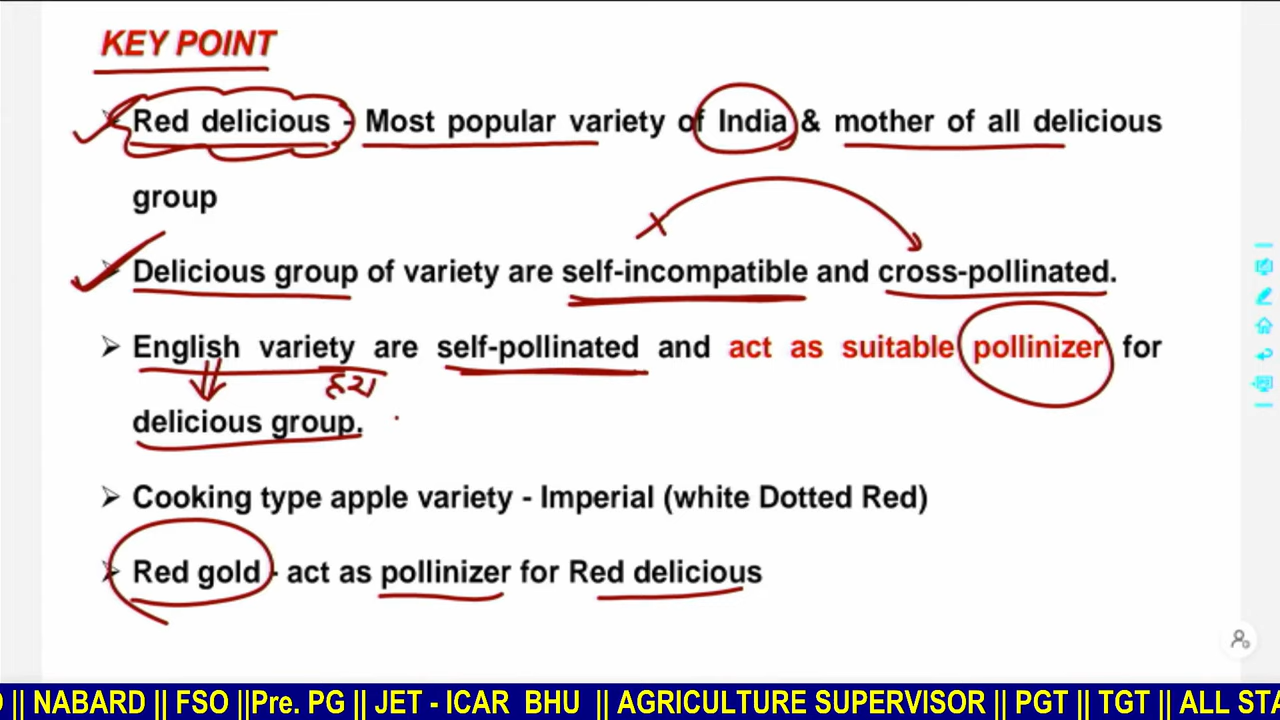 KEY POINT
➢ Red delicious - Most popular variety of India & mother of all delicious
group
➢ Delicious group of variety are self-incompatible and cross-pollinated.
➢ English variety are self-pollinated and act as suitable pollinizer for
delicious group.
➢ Cooking type apple variety - Imperial (white Dotted Red)
➢ Red gold - act as pollinizer for Red delicious
|| NABARD || FSO ||Pre. PG || JET - ICAR BHU || AGRICULTURE SUPERVISOR || PGT || TGT || ALL STA